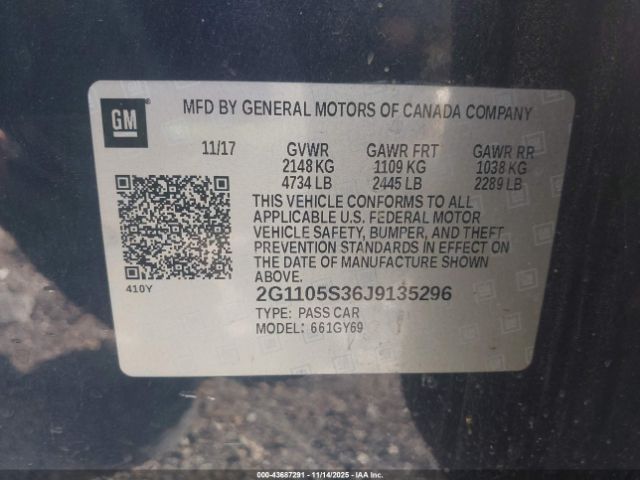 GM
MFD BY GENERAL MOTORS OF CANADA COMPANY
11/17 GVWR GAWR FRT GAWR RR
2148 KG 1109 KG 1038 KG
4734 LB 2445 LB 2289 LB
THIS VEHICLE CONFORMS TO ALL
APPLICABLE U.S. FEDERAL MOTOR
VEHICLE SAFETY, BUMPER, AND THEFT
PREVENTION STANDARDS IN EFFECT ON
THE DATE OF MANUFACTURE SHOWN
ABOVE.
410Y
2G1105S36J9135296
TYPE: PASS CAR
MODEL: 661GY69
000-43687291 - 11/14/2025 - IAA Inc.